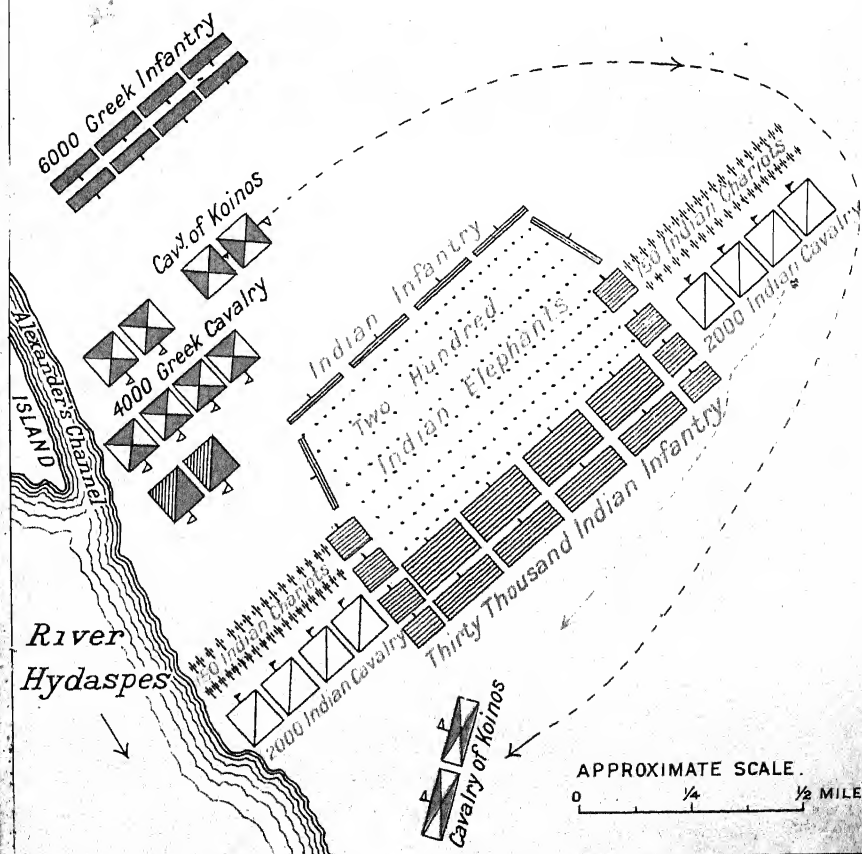 6000 Greek Infantry
Cavy. of Koinos
4000 Greek Cavalry
Alexander's Channel
ISLAND
Indian Infantry
Two Hundred
Indian Elephants
150 Indian Chariots
2000 Indian Cavalry
Thirty Thousand Indian Infantry
150 Indian Chariots
2000 Indian Cavalry
River
Hydaspes
Cavalry of Koinos
APPROXIMATE SCALE.
0 ¼ ½ MILE